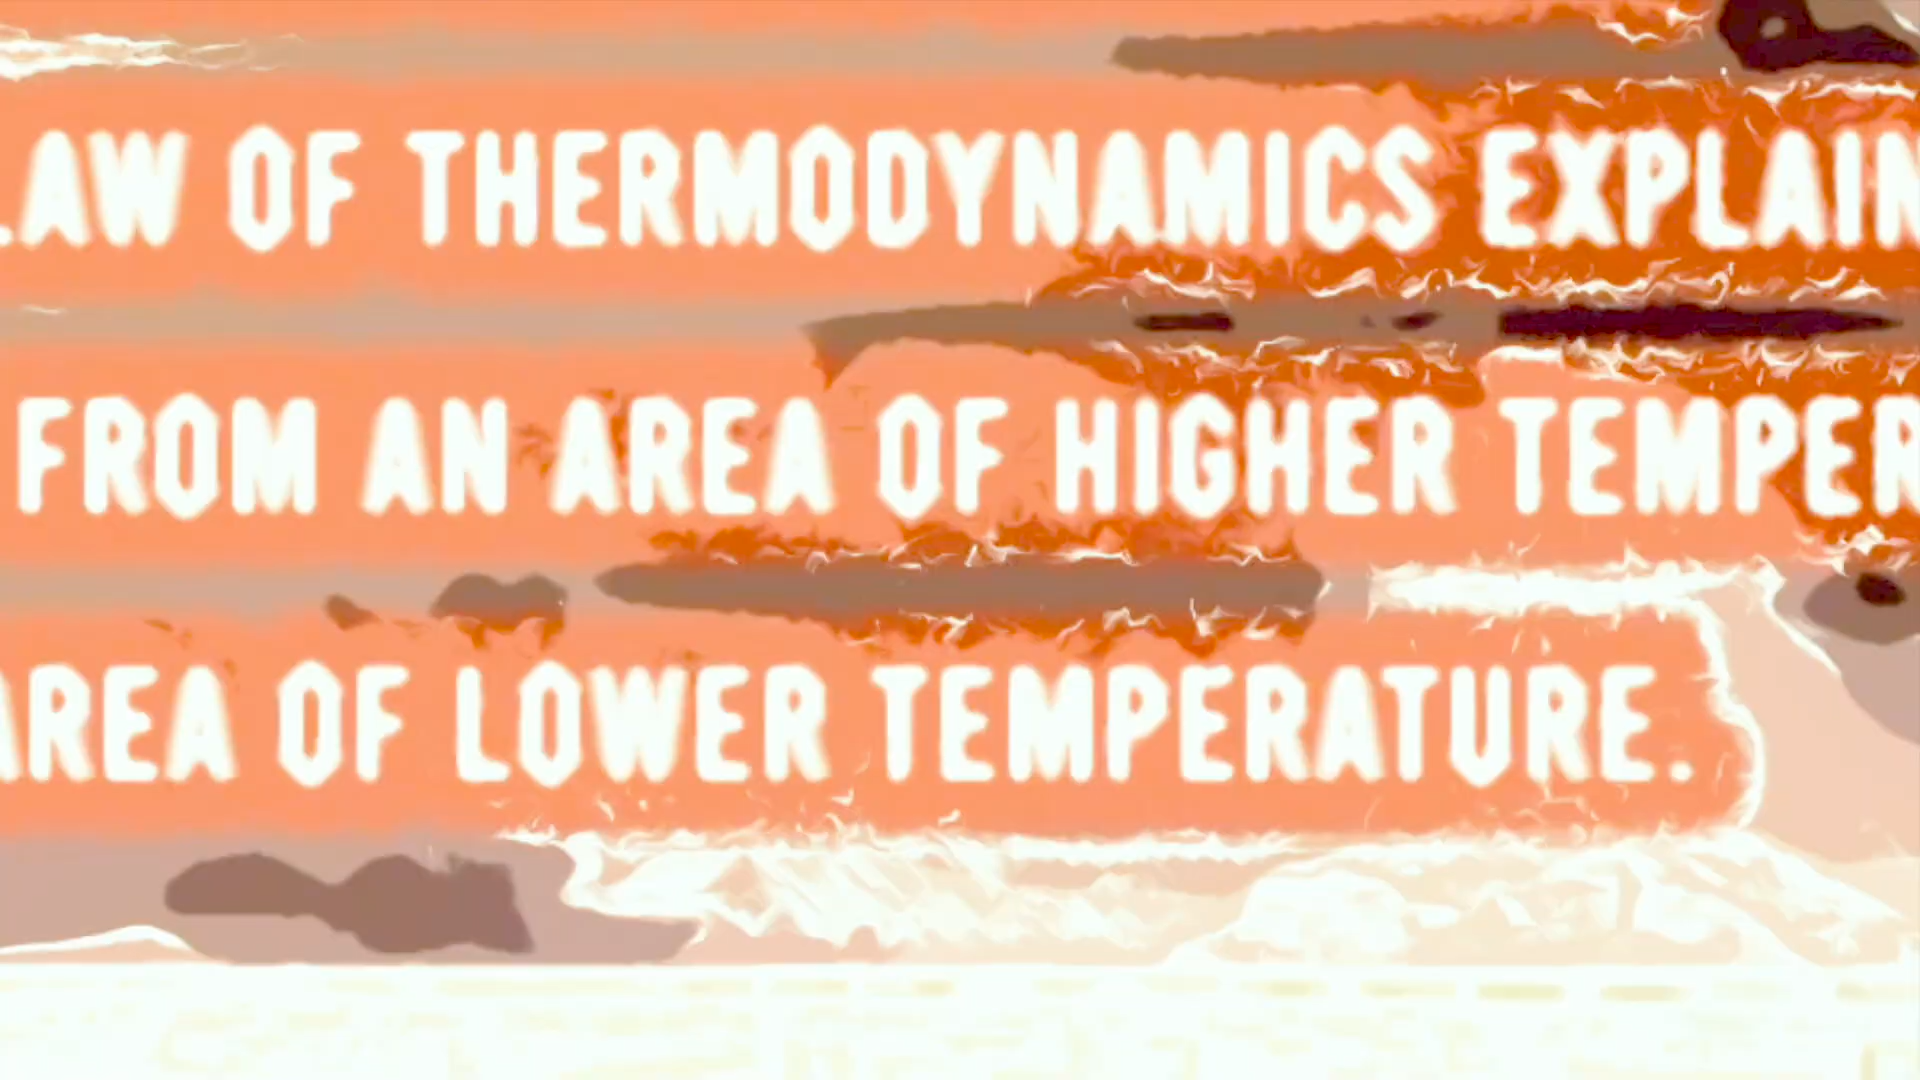 LAW OF THERMODYNAMICS EXPLAIN
FROM AN AREA OF HIGHER TEMPER
AREA OF LOWER TEMPERATURE.